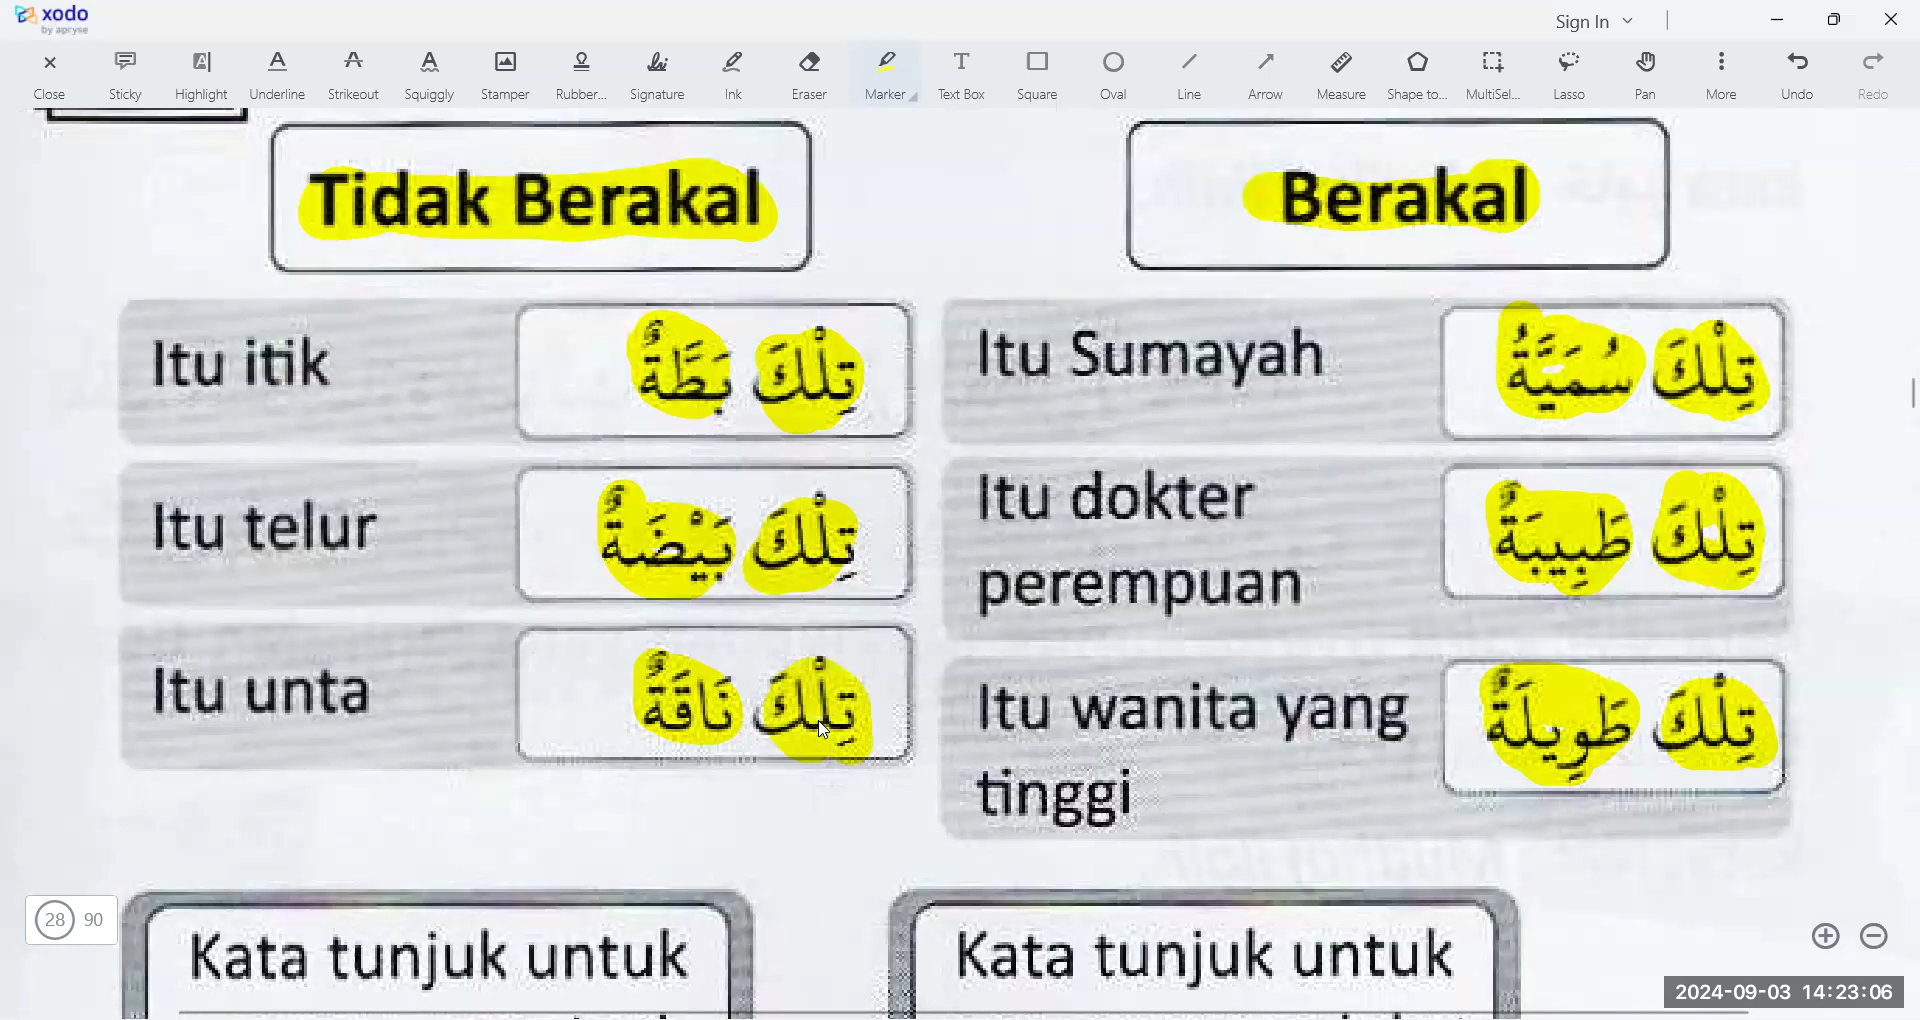 xodo
by apryse
Sign In
Close Sticky Highlight Underline Strikeout Squiggly Stamper Rubber... Signature Ink Eraser Marker Text Box Square Oval Line Arrow Measure Shape to... MultiSel... Lasso Pan More Undo Redo
Tidak Berakal
Berakal
Itu itik
تِلْكَ بَطَّةٌ
Itu telur
تِلْكَ بَيْضَةٌ
Itu unta
تِلْكَ نَاقَةٌ
Itu Sumayah
تِلْكَ سُمَيَّةُ
Itu dokter
perempuan
تِلْكَ طَبِيبَةٌ
Itu wanita yang
tinggi
تِلْكَ طَوِيلَةٌ
28 90
Kata tunjuk untuk
Kata tunjuk untuk
2024-09-03 14:23:06